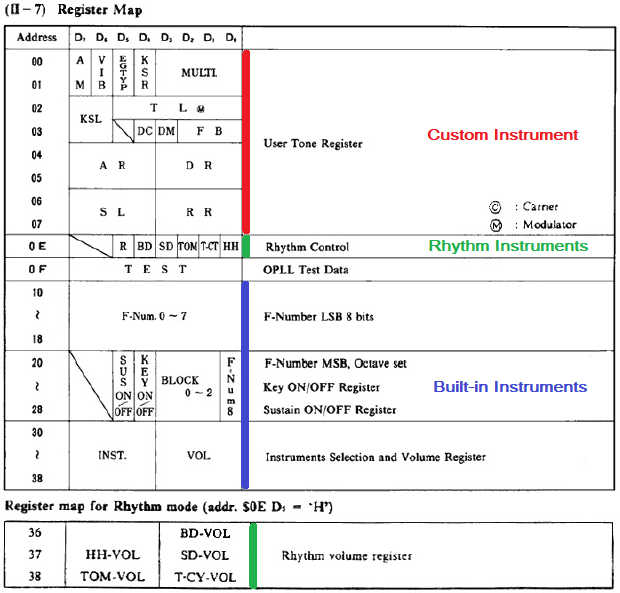 (II-7) Register Map
Address D₇ D₆ D₅ D₄ D₃ D₂ D₁ D₀
00 A M V I B E G T Y P K S R MULTI.
01
02 KSL T L Ⓜ
03 DC DM F B User Tone Register Custom Instrument
04 A R D R
05
06 S L R R Ⓒ : Carrier
07 Ⓜ : Modulator
0E R BD SD TOM T-CT HH Rhythm Control Rhythm Instruments
0F T E S T OPLL Test Data
10
≀ F-Num. 0 ~ 7 F-Number LSB 8 bits
18
20 SUS ON/OFF KEY ON/OFF BLOCK 0 ~ 2 F-Num 8 F-Number MSB, Octave set
≀ Key ON/OFF Register Built-in Instruments
28 Sustain ON/OFF Register
30
≀ INST. VOL Instruments Selection and Volume Register
38
Register map for Rhythm mode (addr. $0E D₅ = 'H')
36 BD-VOL
37 HH-VOL SD-VOL Rhythm volume register
38 TOM-VOL T-CY-VOL